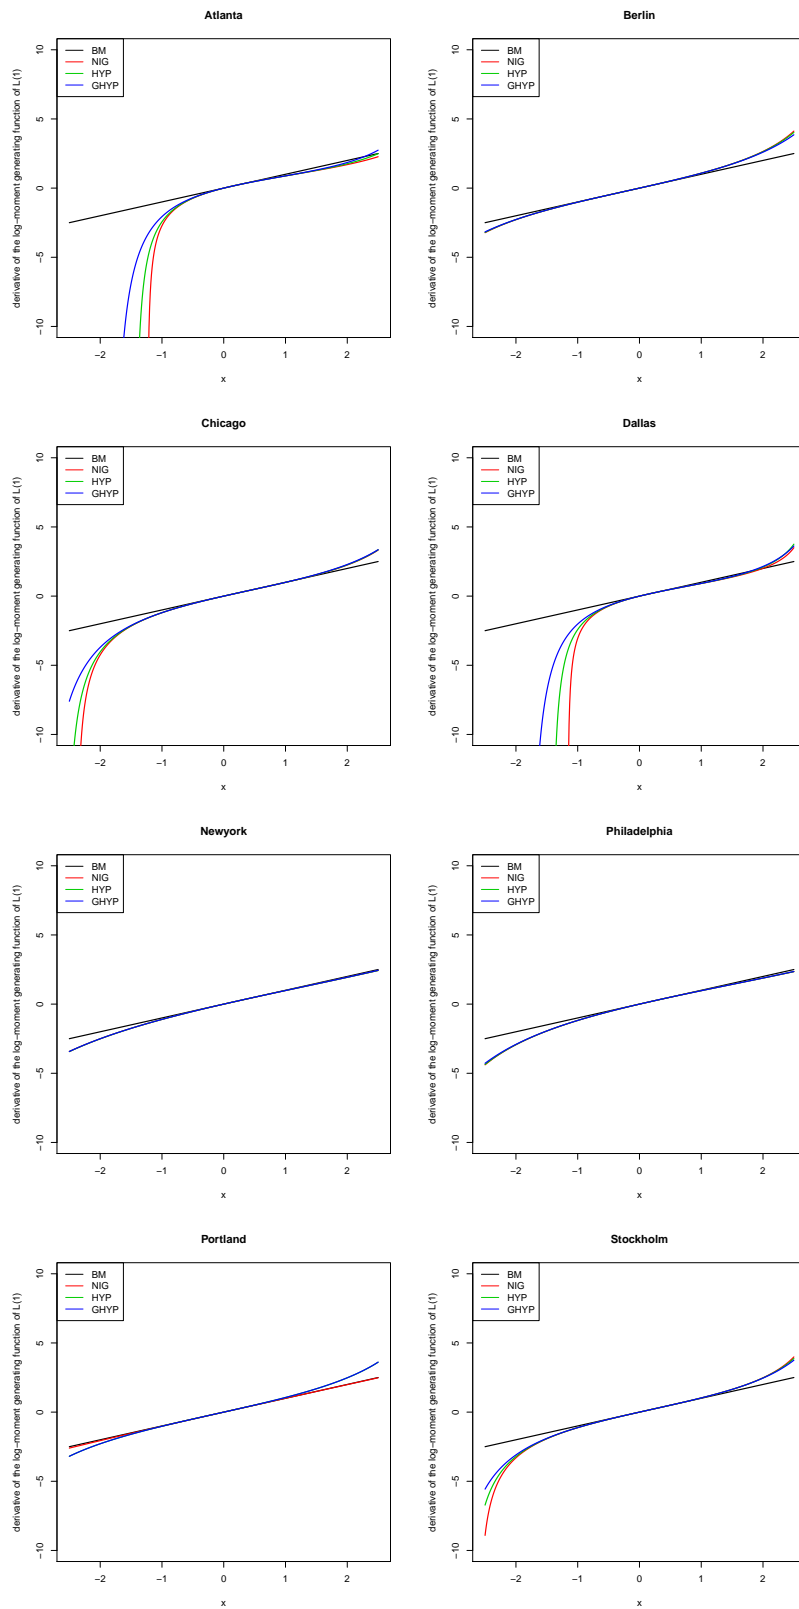 Atlanta
BM
NIG
HYP
GHYP
derivative of the log−moment generating function of L(1)
10
5
0
−5
−10
−2
−1
0
1
2
x
Berlin
BM
NIG
HYP
GHYP
derivative of the log−moment generating function of L(1)
10
5
0
−5
−10
−2
−1
0
1
2
x
Chicago
BM
NIG
HYP
GHYP
derivative of the log−moment generating function of L(1)
10
5
0
−5
−10
−2
−1
0
1
2
x
Dallas
BM
NIG
HYP
GHYP
derivative of the log−moment generating function of L(1)
10
5
0
−5
−10
−2
−1
0
1
2
x
Newyork
BM
NIG
HYP
GHYP
derivative of the log−moment generating function of L(1)
10
5
0
−5
−10
−2
−1
0
1
2
x
Philadelphia
BM
NIG
HYP
GHYP
derivative of the log−moment generating function of L(1)
10
5
0
−5
−10
−2
−1
0
1
2
x
Portland
BM
NIG
HYP
GHYP
derivative of the log−moment generating function of L(1)
10
5
0
−5
−10
−2
−1
0
1
2
x
Stockholm
BM
NIG
HYP
GHYP
derivative of the log−moment generating function of L(1)
10
5
0
−5
−10
−2
−1
0
1
2
x